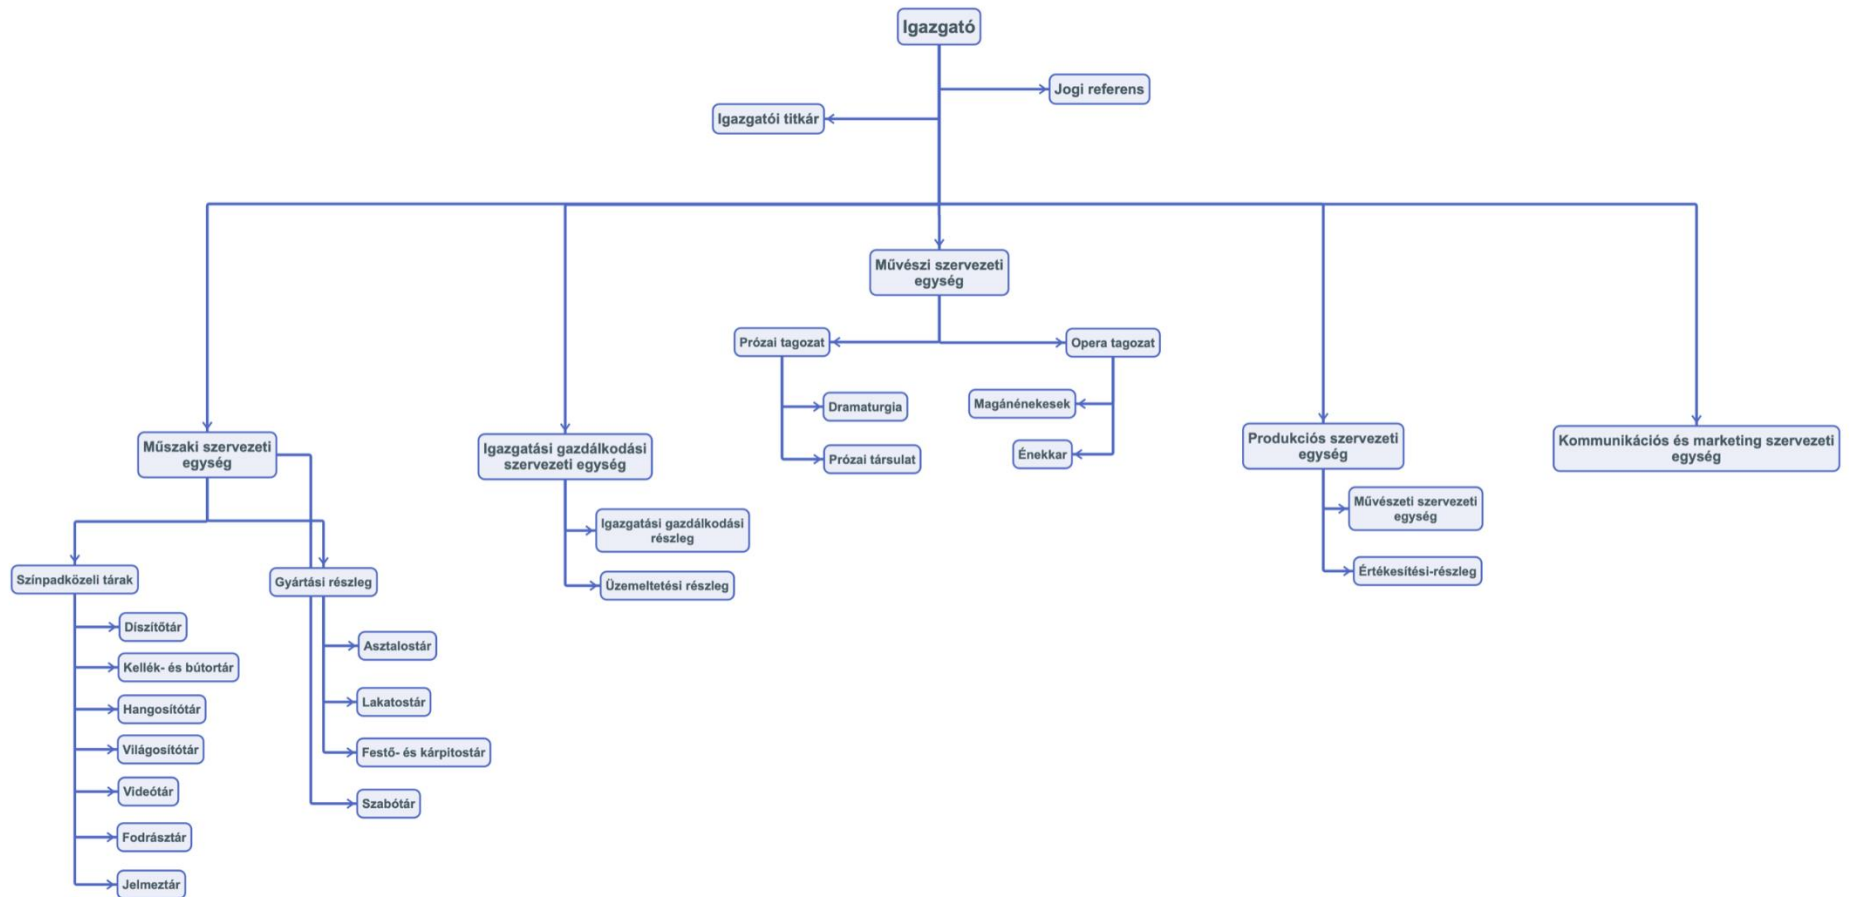 Igazgató
Jogi referens
Igazgatói titkár
Művészi szervezeti
egység
Prózai tagozat
Opera tagozat
Dramaturgia
Prózai társulat
Magánénekesek
Énekkar
Műszaki szervezeti
egység
Igazgatási gazdálkodási
szervezeti egység
Produkciós szervezeti
egység
Kommunikációs és marketing szervezeti
egység
Színpadközeli tárak
Gyártási részleg
Igazgatási gazdálkodási
részleg
Üzemeltetési részleg
Művészeti szervezeti
egység
Értékesítési-részleg
Díszítőtár
Kellék- és bútortár
Hangosítótár
Világosítótár
Videótár
Fodrásztár
Jelmeztár
Asztalostár
Lakatostár
Festő- és kárpitostár
Szabótár